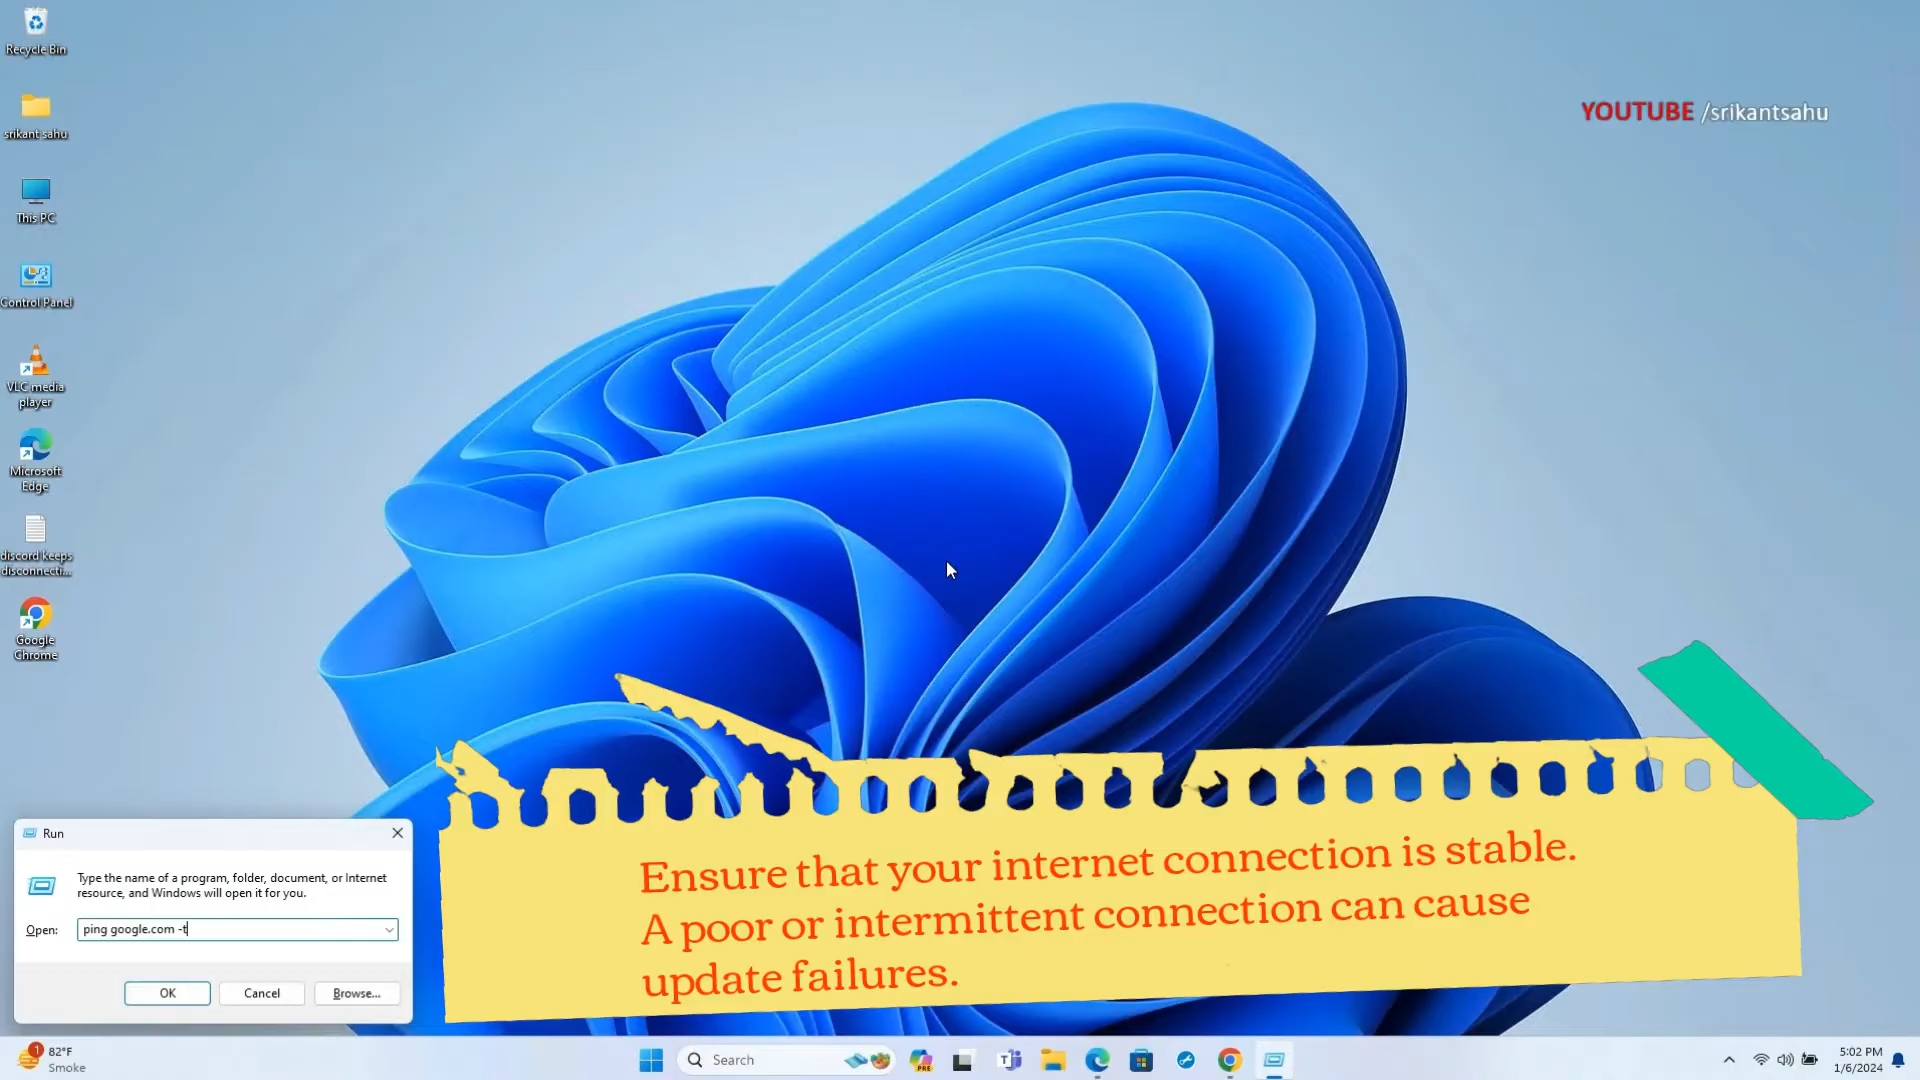 Recycle Bin
srikant sahu
This PC
Control Panel
VLC media
player
Microsoft
Edge
discord keeps
disconnecti...
Google
Chrome
YOUTUBE /srikantsahu
Run
Type the name of a program, folder, document, or Internet
resource, and Windows will open it for you.
Open:
ping google.com -t
OK
Cancel
Browse...
Ensure that your internet connection is stable.
A poor or intermittent connection can cause
update failures.
1
82°F
Smoke
Search
PRE
5:02 PM
1/6/2024